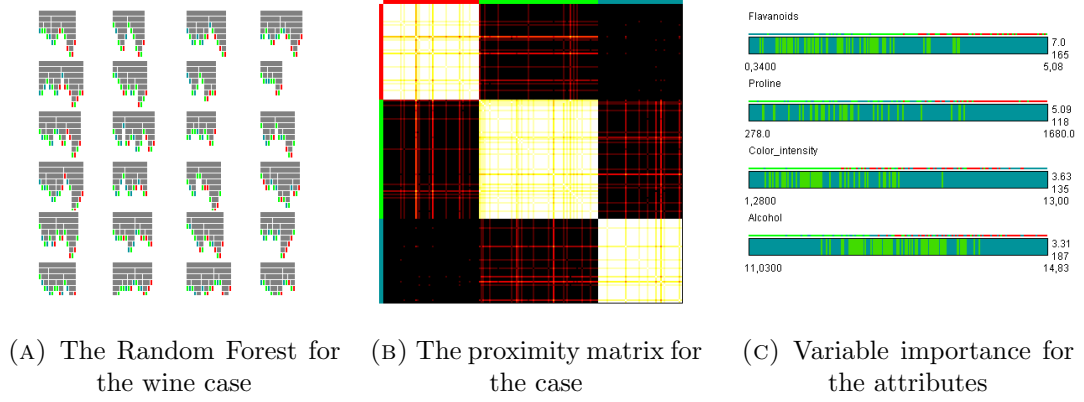 Flavanoids
7.0
165
0,3400
5,08
Proline
5.09
118
278.0
1680.0
Color_intensity
3.63
135
1,2800
13,00
Alcohol
3.31
187
11,0300
14,83
(A) The Random Forest for
the wine case
(B) The proximity matrix for
the case
(C) Variable importance for
the attributes